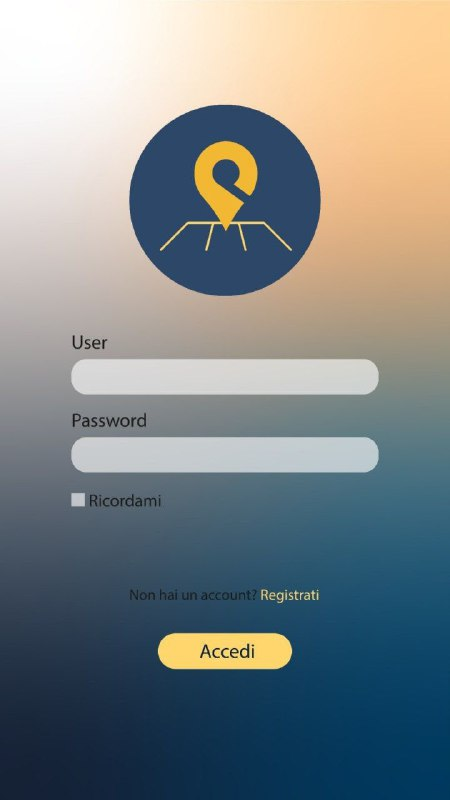 User
Password
Ricordami
Non hai un account? Registrati
Accedi